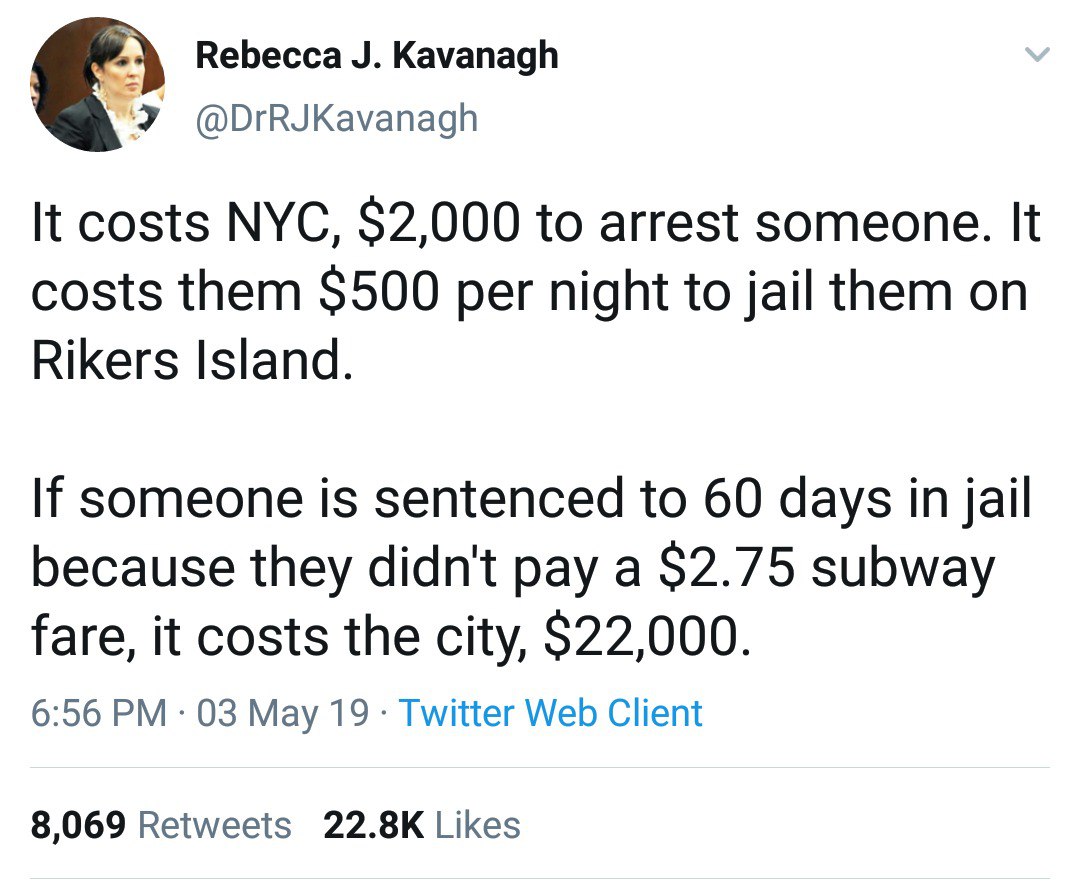 Rebecca J. Kavanagh
@DrRJKavanagh
It costs NYC, $2,000 to arrest someone. It
costs them $500 per night to jail them on
Rikers Island.
If someone is sentenced to 60 days in jail
because they didn't pay a $2.75 subway
fare, it costs the city, $22,000.
6:56 PM · 03 May 19 · Twitter Web Client
8,069 Retweets 22.8K Likes